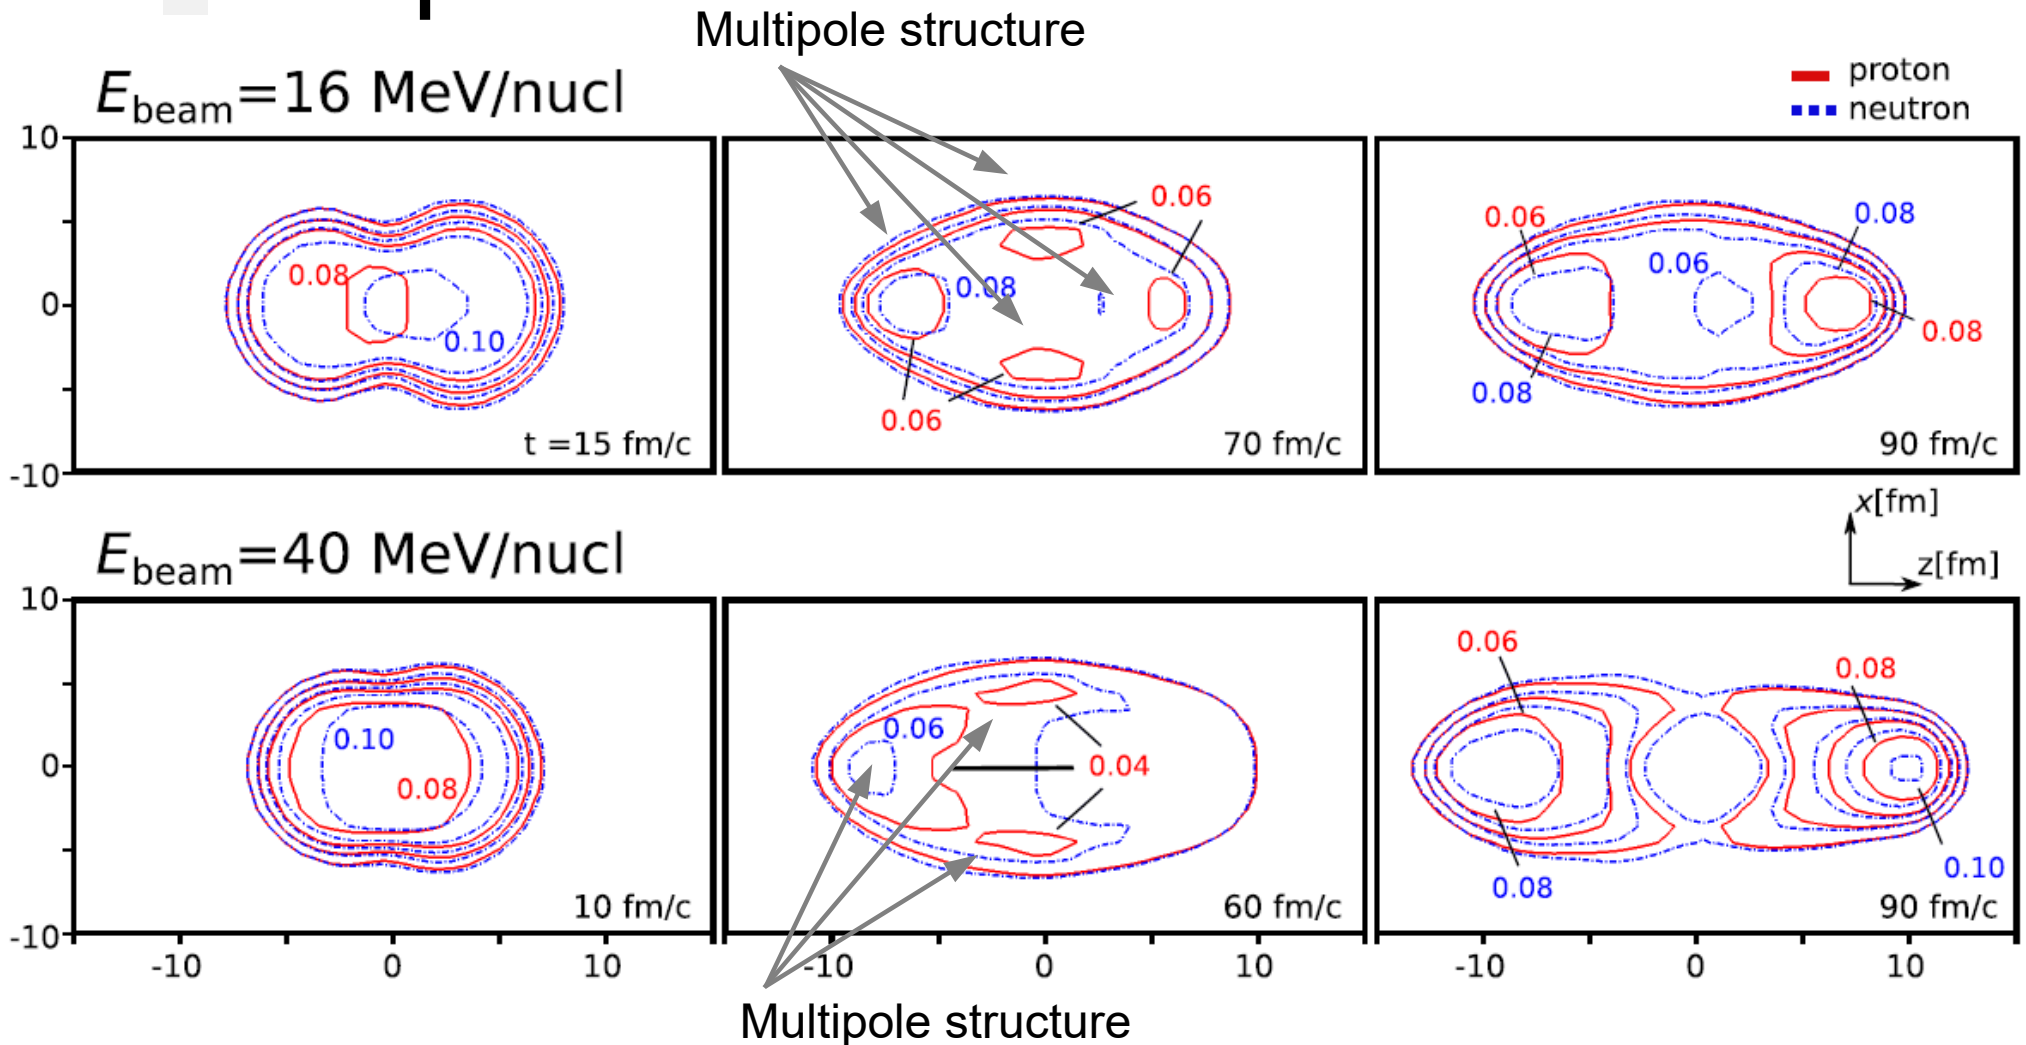 Multipole structure
proton
neutron
Ebeam=16 MeV/nucl
10
0
-10
0.08
0.10
t =15 fm/c
0.06
0.08
0.06
70 fm/c
0.06
0.08
0.06
0.08
0.08
90 fm/c
x[fm]
z[fm]
Ebeam=40 MeV/nucl
10
0
-10
0.10
0.08
10 fm/c
0.06
0.04
60 fm/c
0.06
0.08
0.08
0.10
90 fm/c
-10 0 10
-10 0 10
-10 0 10
Multipole structure